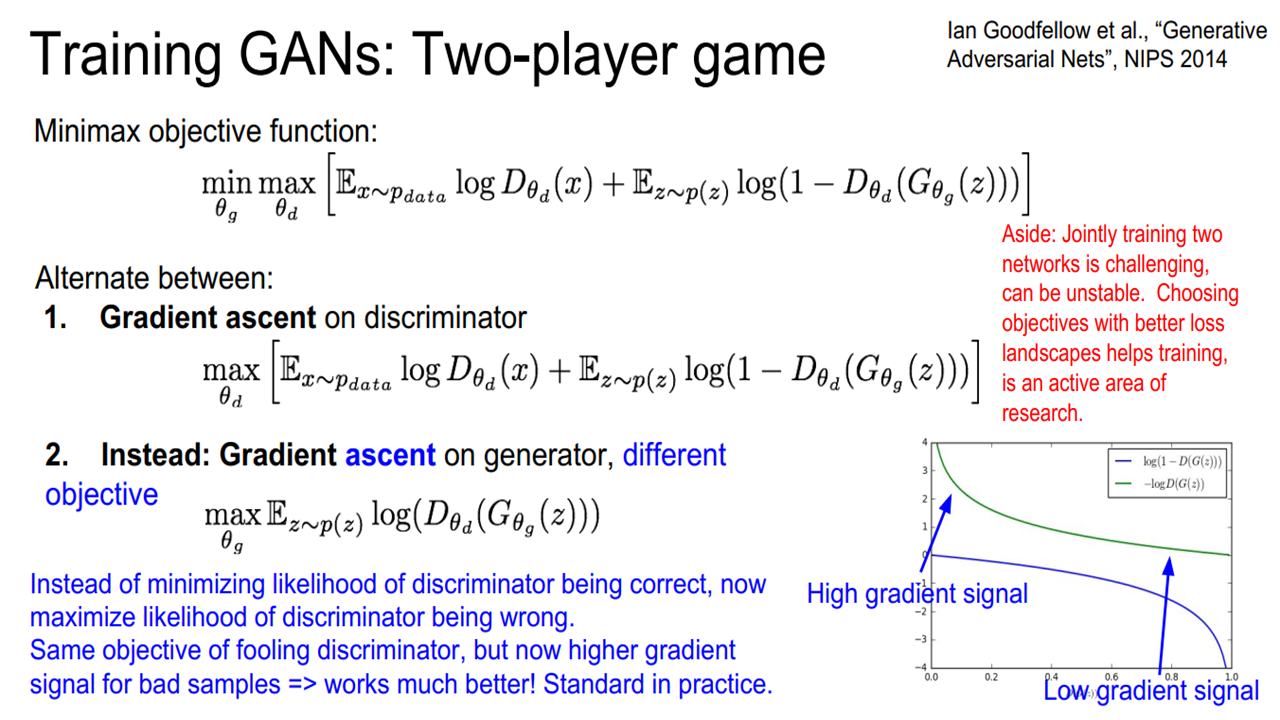 Training GANs: Two-player game
Ian Goodfellow et al., “Generative
Adversarial Nets”, NIPS 2014
Minimax objective function:
$\min_{\theta_g} \max_{\theta_d} \left[ \mathbb{E}_{x \sim p_{data}} \log D_{\theta_d}(x) + \mathbb{E}_{z \sim p(z)} \log(1 - D_{\theta_d}(G_{\theta_g}(z))) \right]$
Aside: Jointly training two
networks is challenging,
can be unstable. Choosing
objectives with better loss
landscapes helps training,
is an active area of
research.
Alternate between:
1. Gradient ascent on discriminator
$\max_{\theta_d} \left[ \mathbb{E}_{x \sim p_{data}} \log D_{\theta_d}(x) + \mathbb{E}_{z \sim p(z)} \log(1 - D_{\theta_d}(G_{\theta_g}(z))) \right]$
2. Instead: Gradient ascent on generator, different
objective
$\max_{\theta_g} \mathbb{E}_{z \sim p(z)} \log(D_{\theta_d}(G_{\theta_g}(z)))$
Instead of minimizing likelihood of discriminator being correct, now
maximize likelihood of discriminator being wrong.
Same objective of fooling discriminator, but now higher gradient
signal for bad samples => works much better! Standard in practice.
log(1 − D(G(z)))
−logD(G(z))
4
3
2
1
0
−1
−2
−3
−4
0.0 0.2 0.4 0.6 0.8 1.0
High gradient signal
Low gradient signal